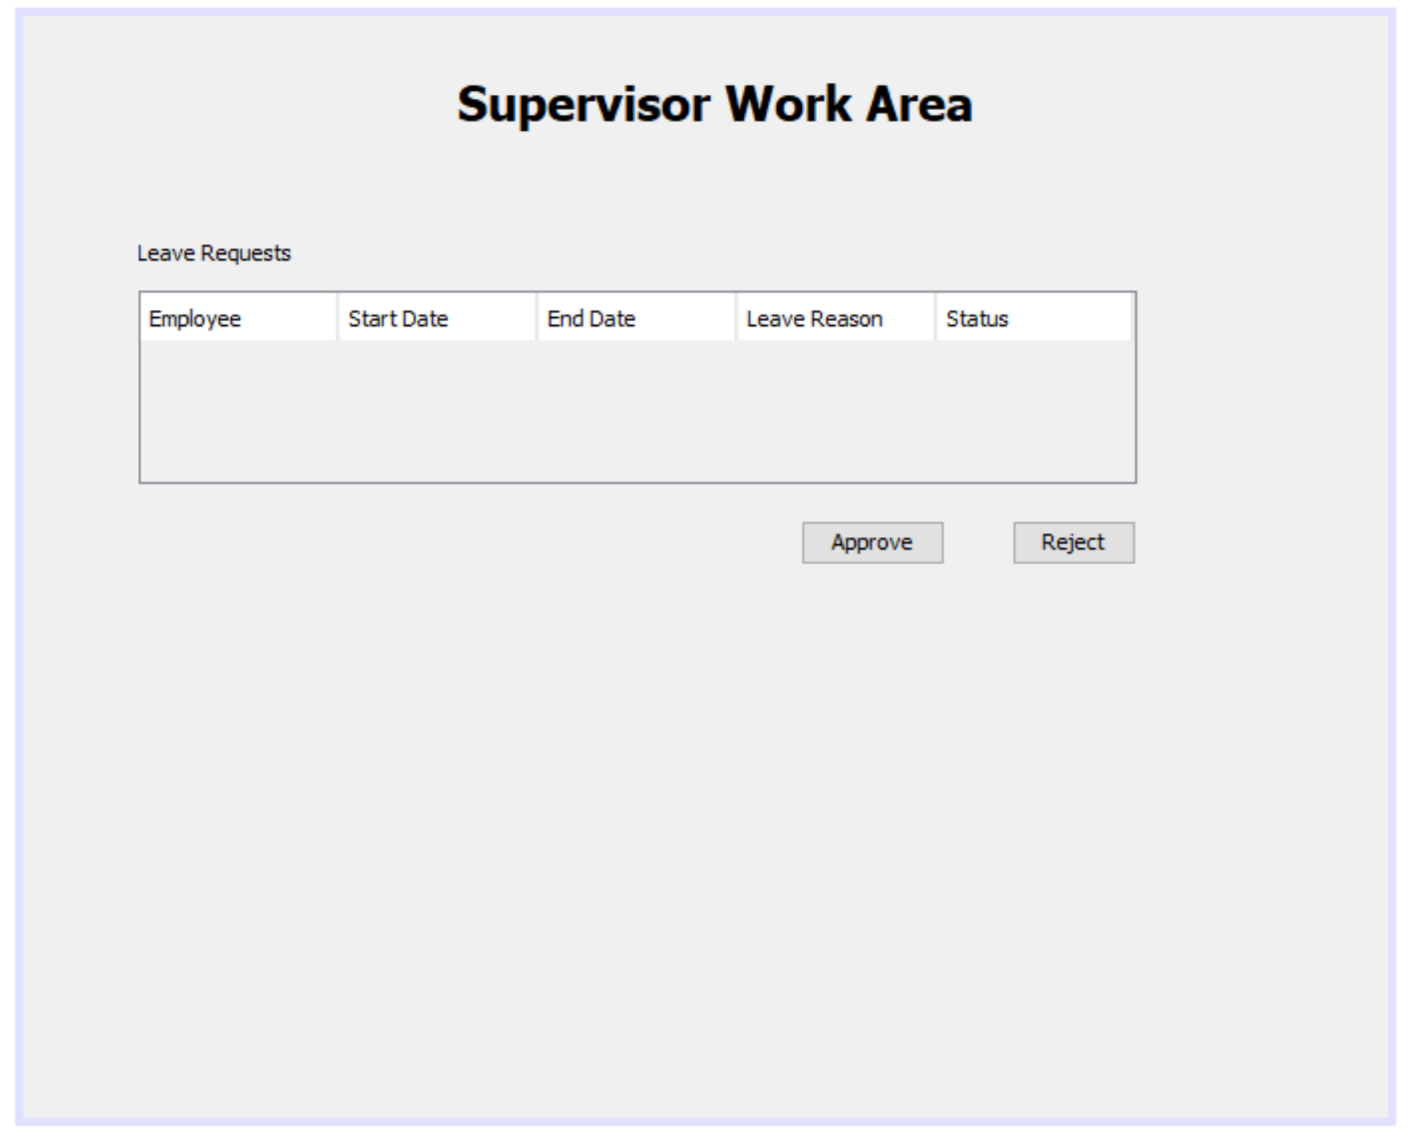 Supervisor Work Area
Leave Requests
Employee Start Date End Date Leave Reason Status
Approve Reject